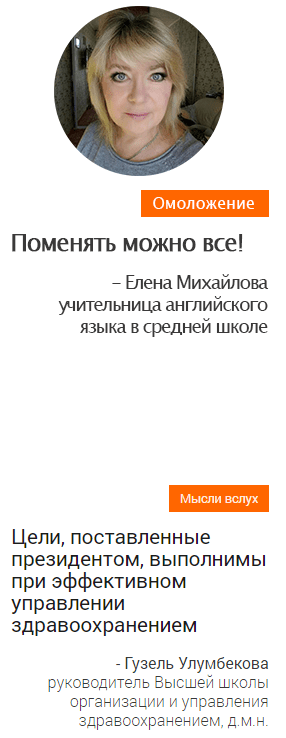 Омоложение
Поменять можно все!
– Елена Михайлова
учительница английского
языка в средней школе
Мысли вслух
Цели, поставленные
президентом, выполнимы
при эффективном
управлении
здравоохранением
- Гузель Улумбекова
руководитель Высшей школы
организации и управления
здравоохранением, д.м.н.